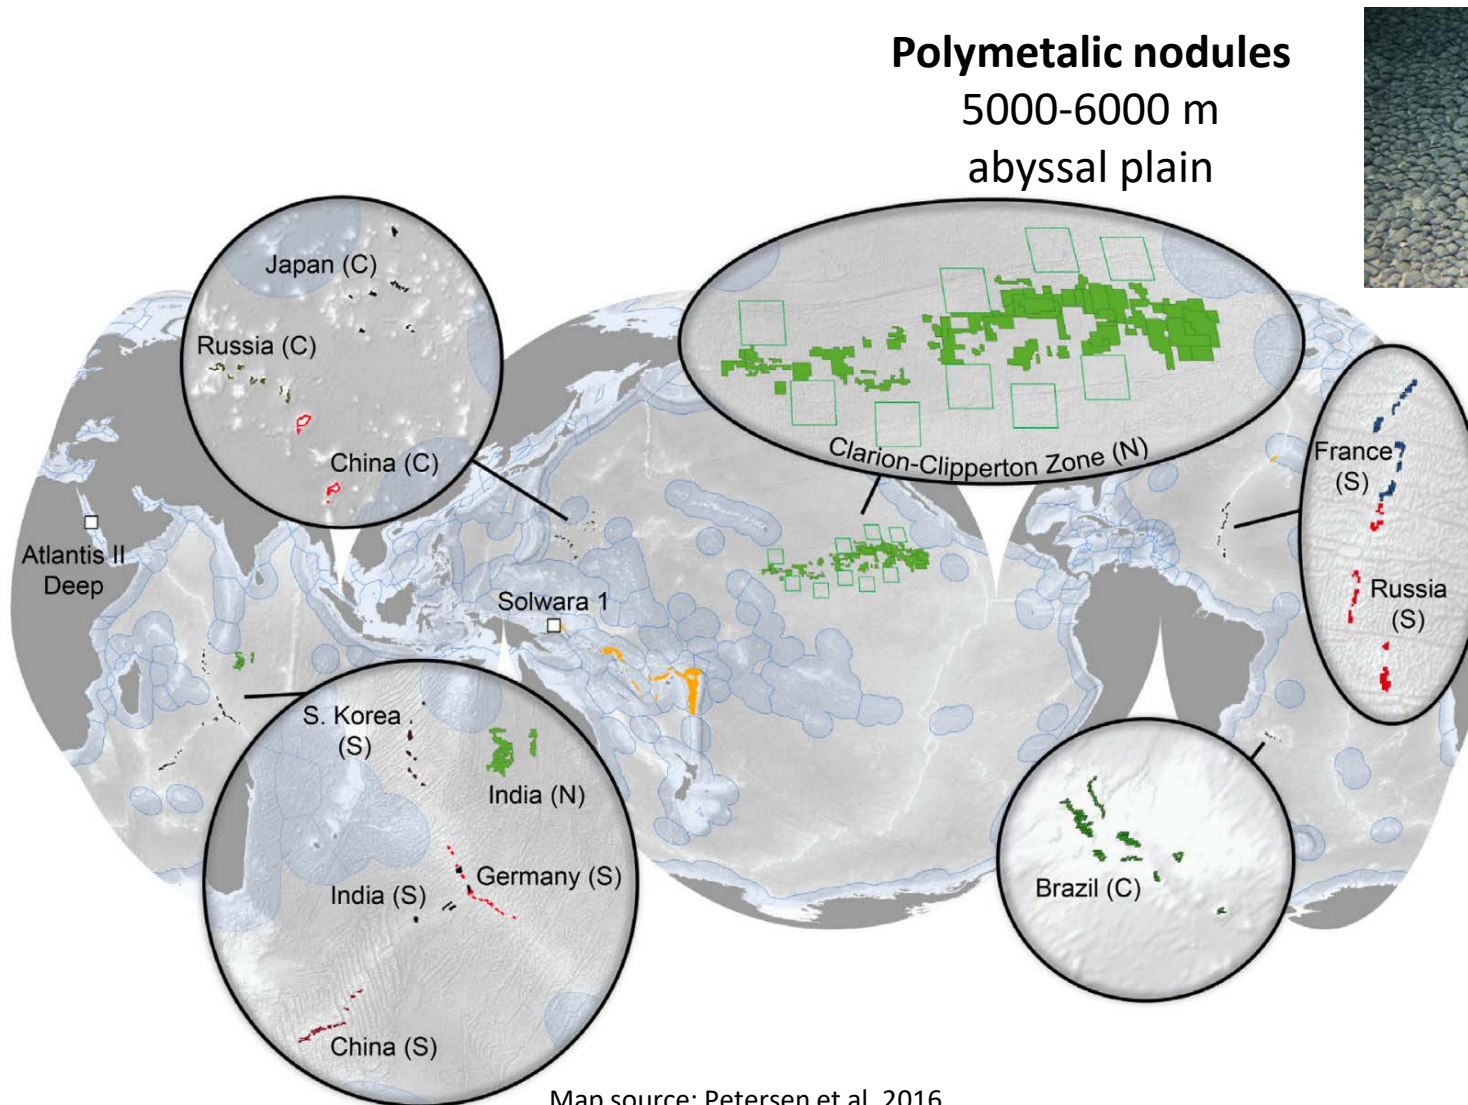 Polymetalic nodules
5000-6000 m
abyssal plain
Japan (C)
Russia (C)
China (C)
Clarion-Clipperton Zone (N)
France
(S)
Russia
(S)
Atlantis II
Deep
Solwara 1
S. Korea
(S)
India (N)
Germany (S)
India (S)
China (S)
Brazil (C)
Map source: Petersen et al. 2016